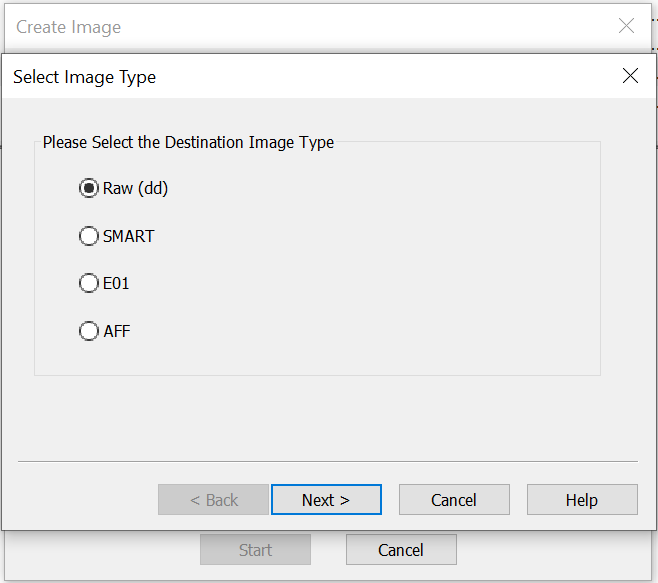 Create Image
Select Image Type
Please Select the Destination Image Type
Raw (dd)
SMART
E01
AFF
< Back Next > Cancel Help
Start Cancel